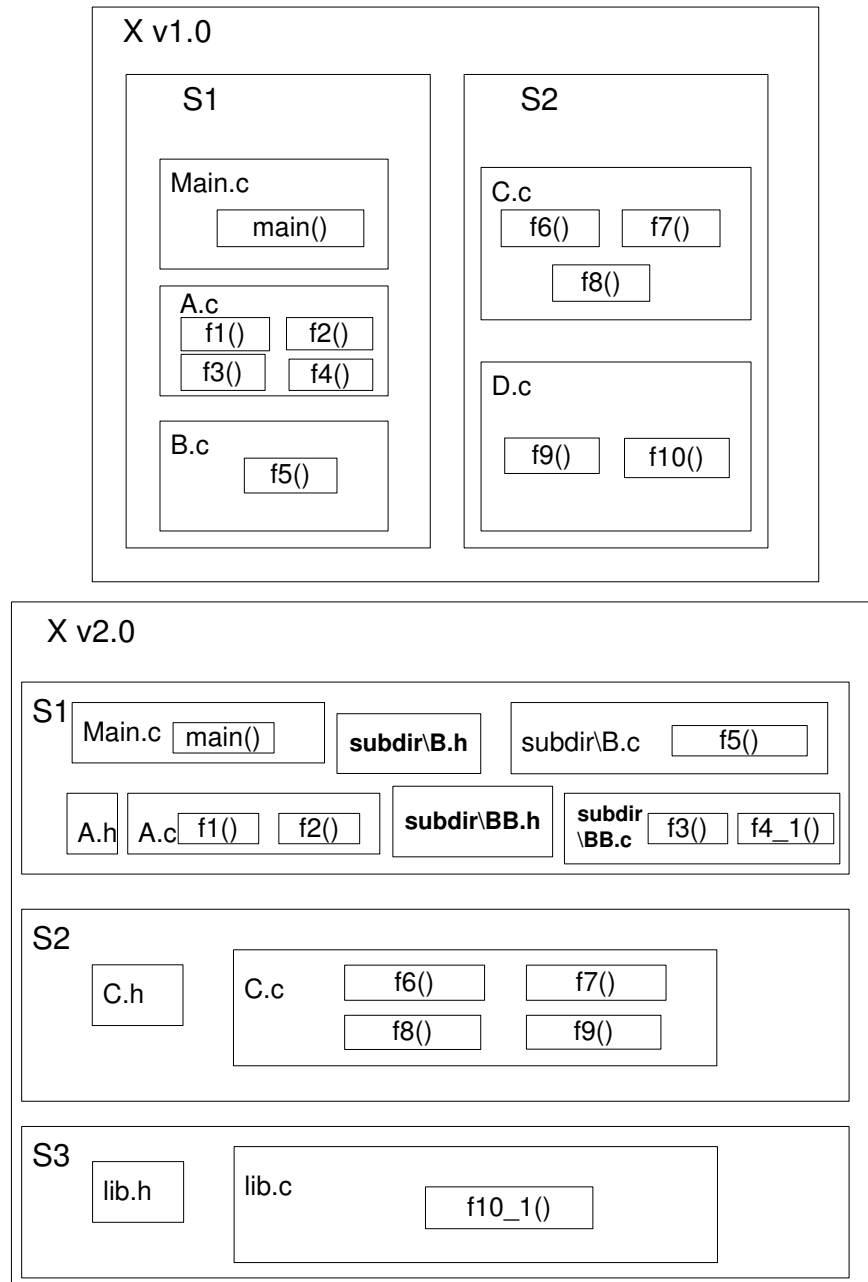 X v1.0
S1
Main.c
main()
A.c
f1()
f2()
f3()
f4()
B.c
f5()
S2
C.c
f6()
f7()
f8()
D.c
f9()
f10()
X v2.0
S1
Main.c
main()
subdir\B.h
subdir\B.c
f5()
A.h
A.c
f1()
f2()
subdir\BB.h
subdir
\BB.c
f3()
f4_1()
S2
C.h
C.c
f6()
f7()
f8()
f9()
S3
lib.h
lib.c
f10_1()